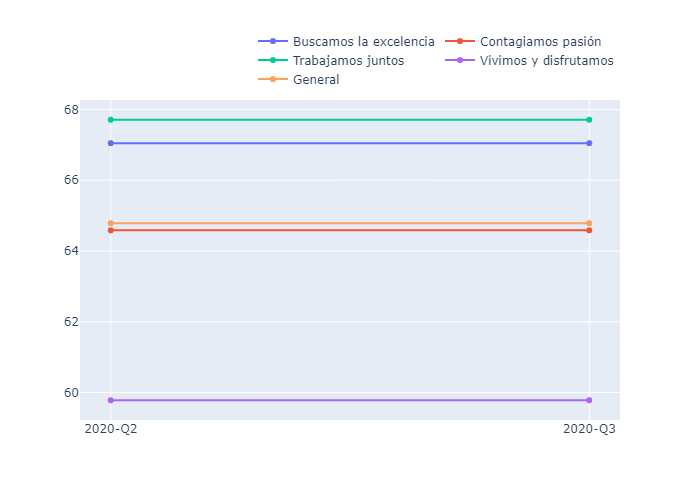 Buscamos la excelencia Contagiamos pasión
Trabajamos juntos Vivimos y disfrutamos
General
68
66
64
62
60
2020-Q2 2020-Q3